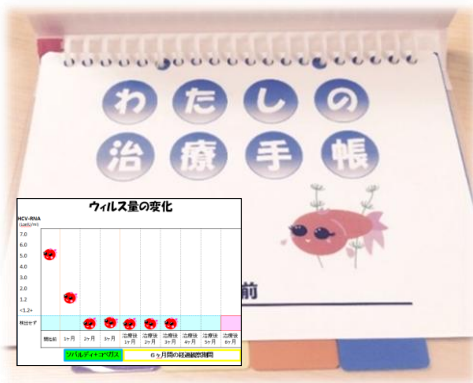 わたしの
治療手帳
前
ウィルス量の変化
HCV-RNA
7.0
6.0
5.0
4.0
3.0
2.0
1.2
<1.2+
検出せず
開始前 1ヶ月 2ヶ月 3ヶ月 治療後1ヶ月 治療後2ヶ月 治療後3ヶ月 治療後4ヶ月 治療後5ヶ月 治療後6ヶ月
ソバルディ+コペガス 6ヶ月間の経過観察期間